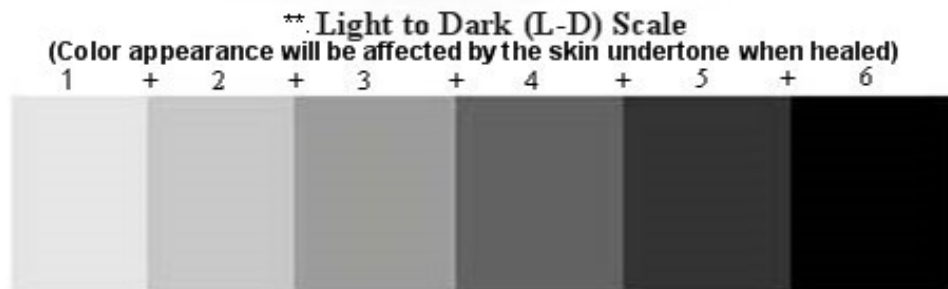 **. Light to Dark (L-D) Scale
(Color appearance will be affected by the skin undertone when healed)
1 + 2 + 3 + 4 + 5 + 6